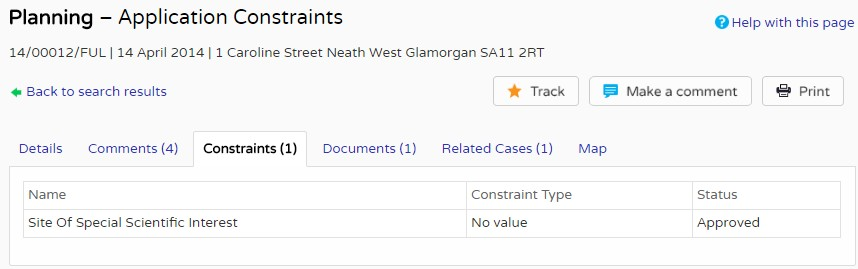 Planning – Application Constraints
Help with this page
14/00012/FUL | 14 April 2014 | 1 Caroline Street Neath West Glamorgan SA11 2RT
Back to search results
Track
Make a comment
Print
Details Comments (4) Constraints (1) Documents (1) Related Cases (1) Map
Name Constraint Type Status
Site Of Special Scientific Interest No value Approved